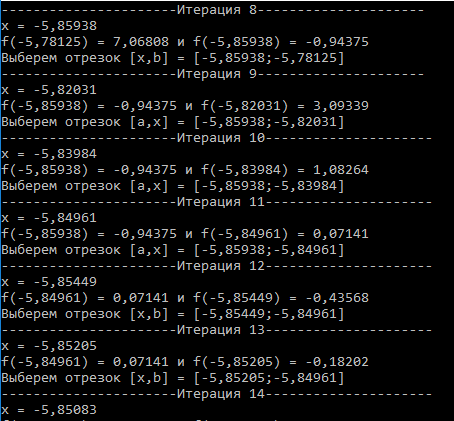 ----------------------Итерация 8---------------------
x = -5,85938
f(-5,78125) = 7,06808 и f(-5,85938) = -0,94375
Выберем отрезок [x,b] = [-5,85938;-5,78125]
----------------------Итерация 9---------------------
x = -5,82031
f(-5,85938) = -0,94375 и f(-5,82031) = 3,09339
Выберем отрезок [a,x] = [-5,85938;-5,82031]
----------------------Итерация 10---------------------
x = -5,83984
f(-5,85938) = -0,94375 и f(-5,83984) = 1,08264
Выберем отрезок [a,x] = [-5,85938;-5,83984]
----------------------Итерация 11---------------------
x = -5,84961
f(-5,85938) = -0,94375 и f(-5,84961) = 0,07141
Выберем отрезок [a,x] = [-5,85938;-5,84961]
----------------------Итерация 12---------------------
x = -5,85449
f(-5,84961) = 0,07141 и f(-5,85449) = -0,43568
Выберем отрезок [x,b] = [-5,85449;-5,84961]
----------------------Итерация 13---------------------
x = -5,85205
f(-5,84961) = 0,07141 и f(-5,85205) = -0,18202
Выберем отрезок [x,b] = [-5,85205;-5,84961]
----------------------Итерация 14---------------------
x = -5,85083